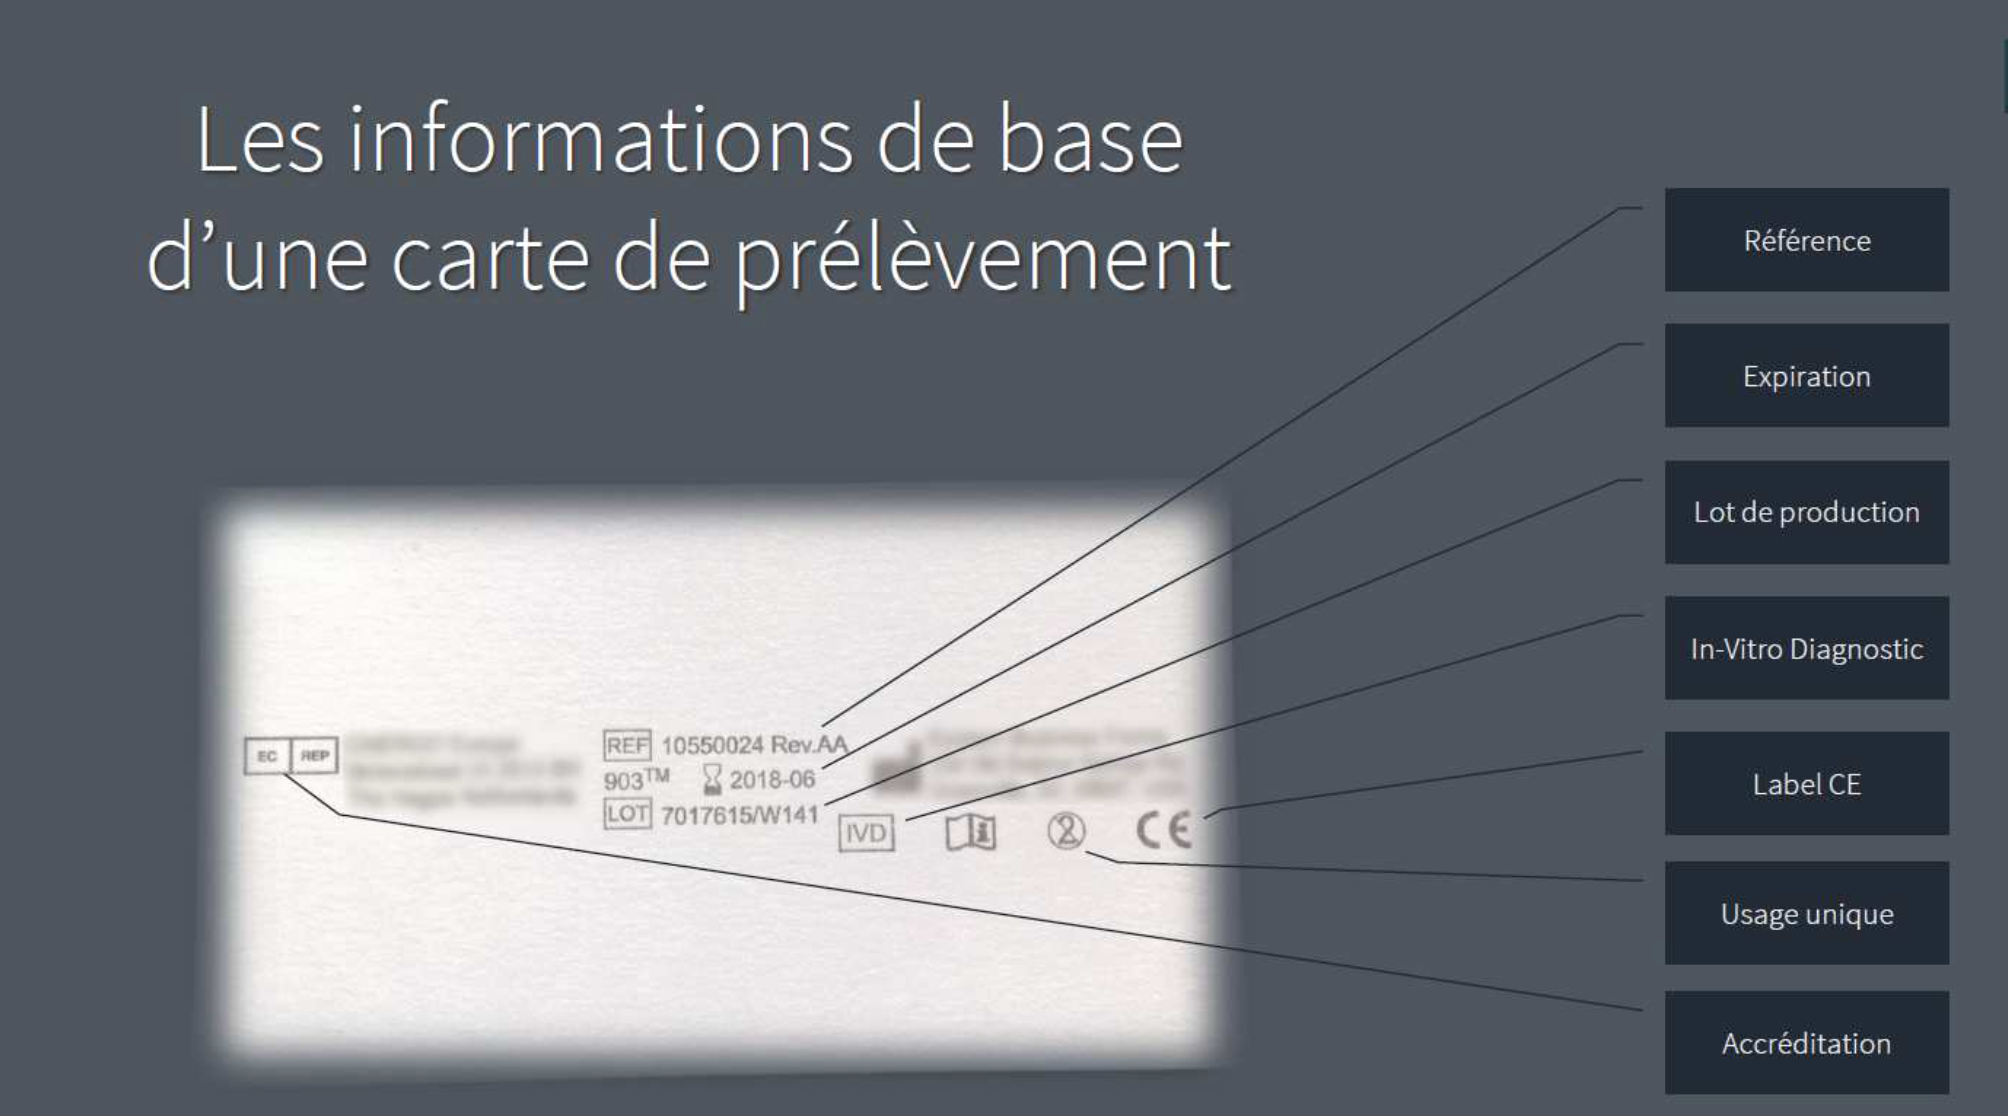 Les informations de base
d’une carte de prélèvement
Référence
Expiration
Lot de production
In-Vitro Diagnostic
Label CE
Usage unique
Accréditation
EC REP
REF 10550024 Rev.AA
903™ 2018-06
LOT 7017615/W141
IVD
2
CE